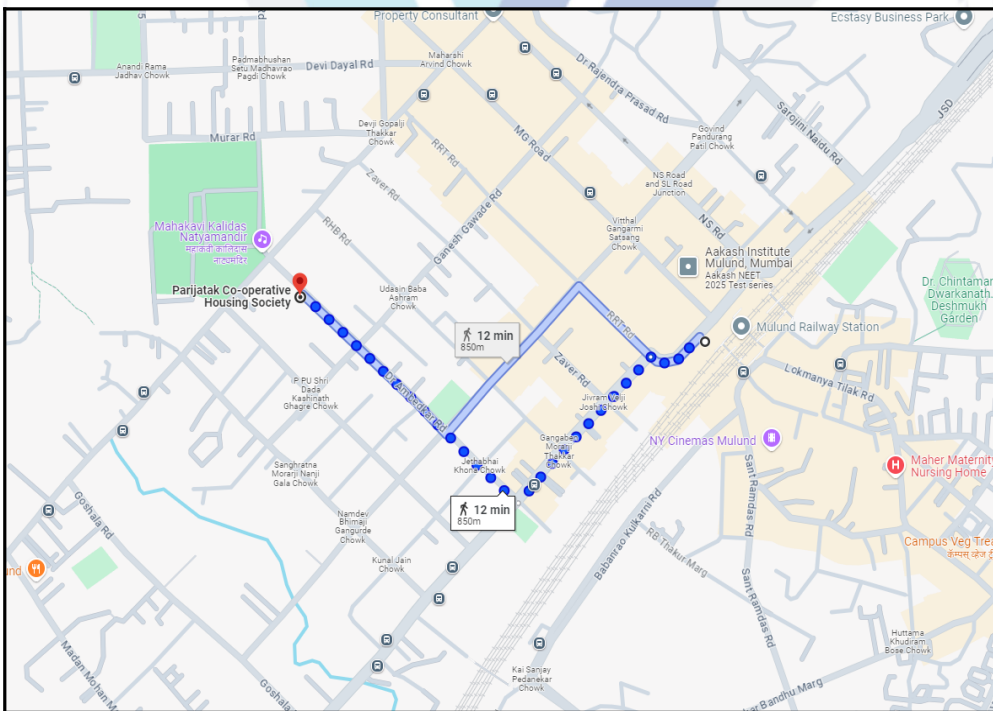 Property Consultant
Ecstasy Business Park
Anandi Rama
Jadhav Chowk
Padmabhushan
Setu Madhavrao
Pagdi Chowk
Devi Dayal Rd
Maharshi
Arvind Chowk
Dr Rajendra Prasad Rd
JSD
Murar Rd
Devji Gopalji
Thakkar
Chowk
RRT Rd
MG Road
Govind
Pandurang
Patil Chowk
Sarojini Naidu Rd
Zaver Rd
NS Road
and SL Road
Junction
Mahakavi Kalidas
Natyamandir
महाकवी कालिदास
नाट्यमंदिर
RHB Rd
Ganesh Gawade Rd
Vitthal
Gangarmi
Satsang
Chowk
NS Rd
Aakash Institute
Mulund, Mumbai
Aakash NEET
2025 Test series
Parijatak Co-operative
Housing Society
Udasin Baba
Ashram
Chowk
Dr. Chintaman
Dwarkanath
Deshmukh
Garden
12 min
850m
RRT Rd
Mulund Railway Station
Zaver Rd
Lokmanya Tilak Rd
P PU Shri
Dada
Kashinath
Ghagre Chowk
Dr Ambedkar Rd
Jivram Valji
Joshi Chowk
NY Cinemas Mulund
Gangaben
Morarji
Thakkar
Chowk
Jethabhai
Khona Chowk
Sanghratna
Morarji Nanji
Gala Chowk
Sant Ramdas Rd
Maher Maternity
Nursing Home
Goshala Rd
12 min
850m
Namdev
Bhimaji
Gangurde
Chowk
Babanrao Kulkarni Rd
RB Thakur Marg
Campus Veg Trea
Kunal Jain
Chowk
und
Sant Ramdas Rd
Huttama
Khudiram
Bose Chowk
Madan Mohan M
Goshala
Kai Sanjay
Pedanekar
Chowk
kar Bandhu Marg